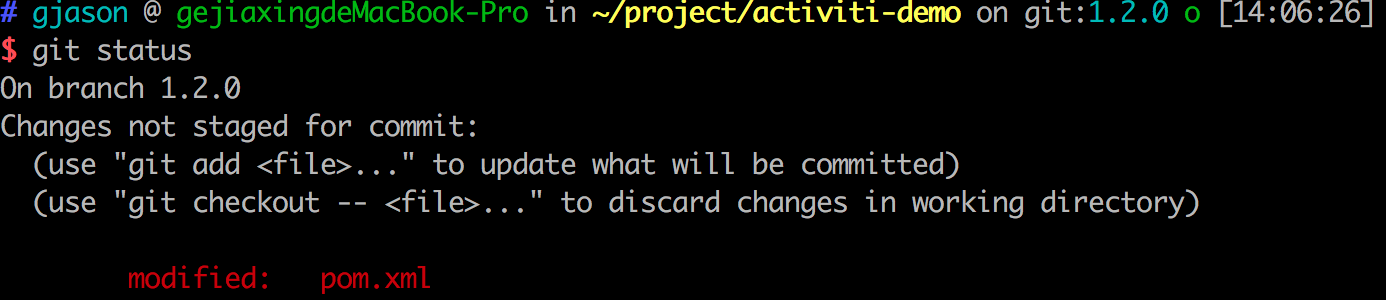 # gjason @ gejiaxingdeMacBook-Pro in ~/project/activiti-demo on git:1.2.0 o [14:06:26]
$ git status
On branch 1.2.0
Changes not staged for commit:
  (use "git add <file>..." to update what will be committed)
  (use "git checkout -- <file>..." to discard changes in working directory)

        modified:   pom.xml